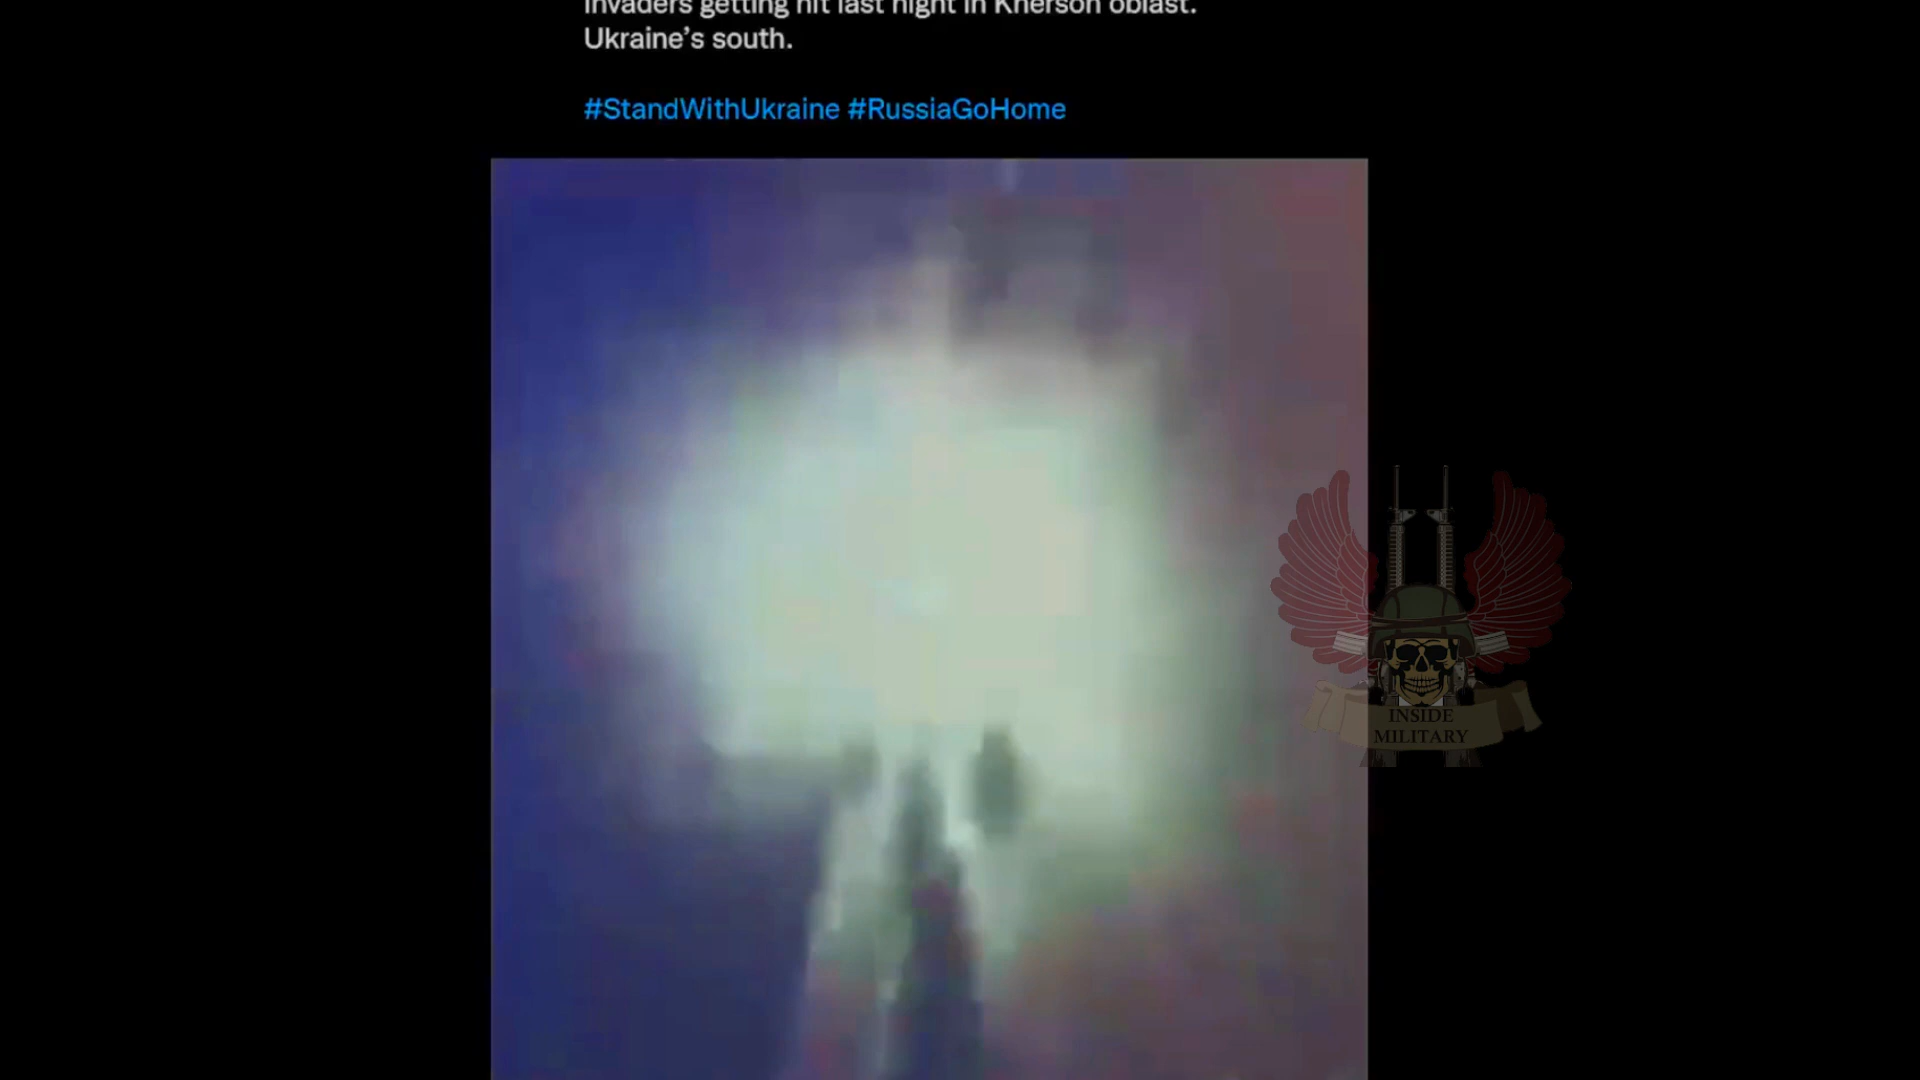 invaders getting hit last night in Kherson oblast.
Ukraine’s south.
#StandWithUkraine #RussiaGoHome
INSIDE
MILITARY